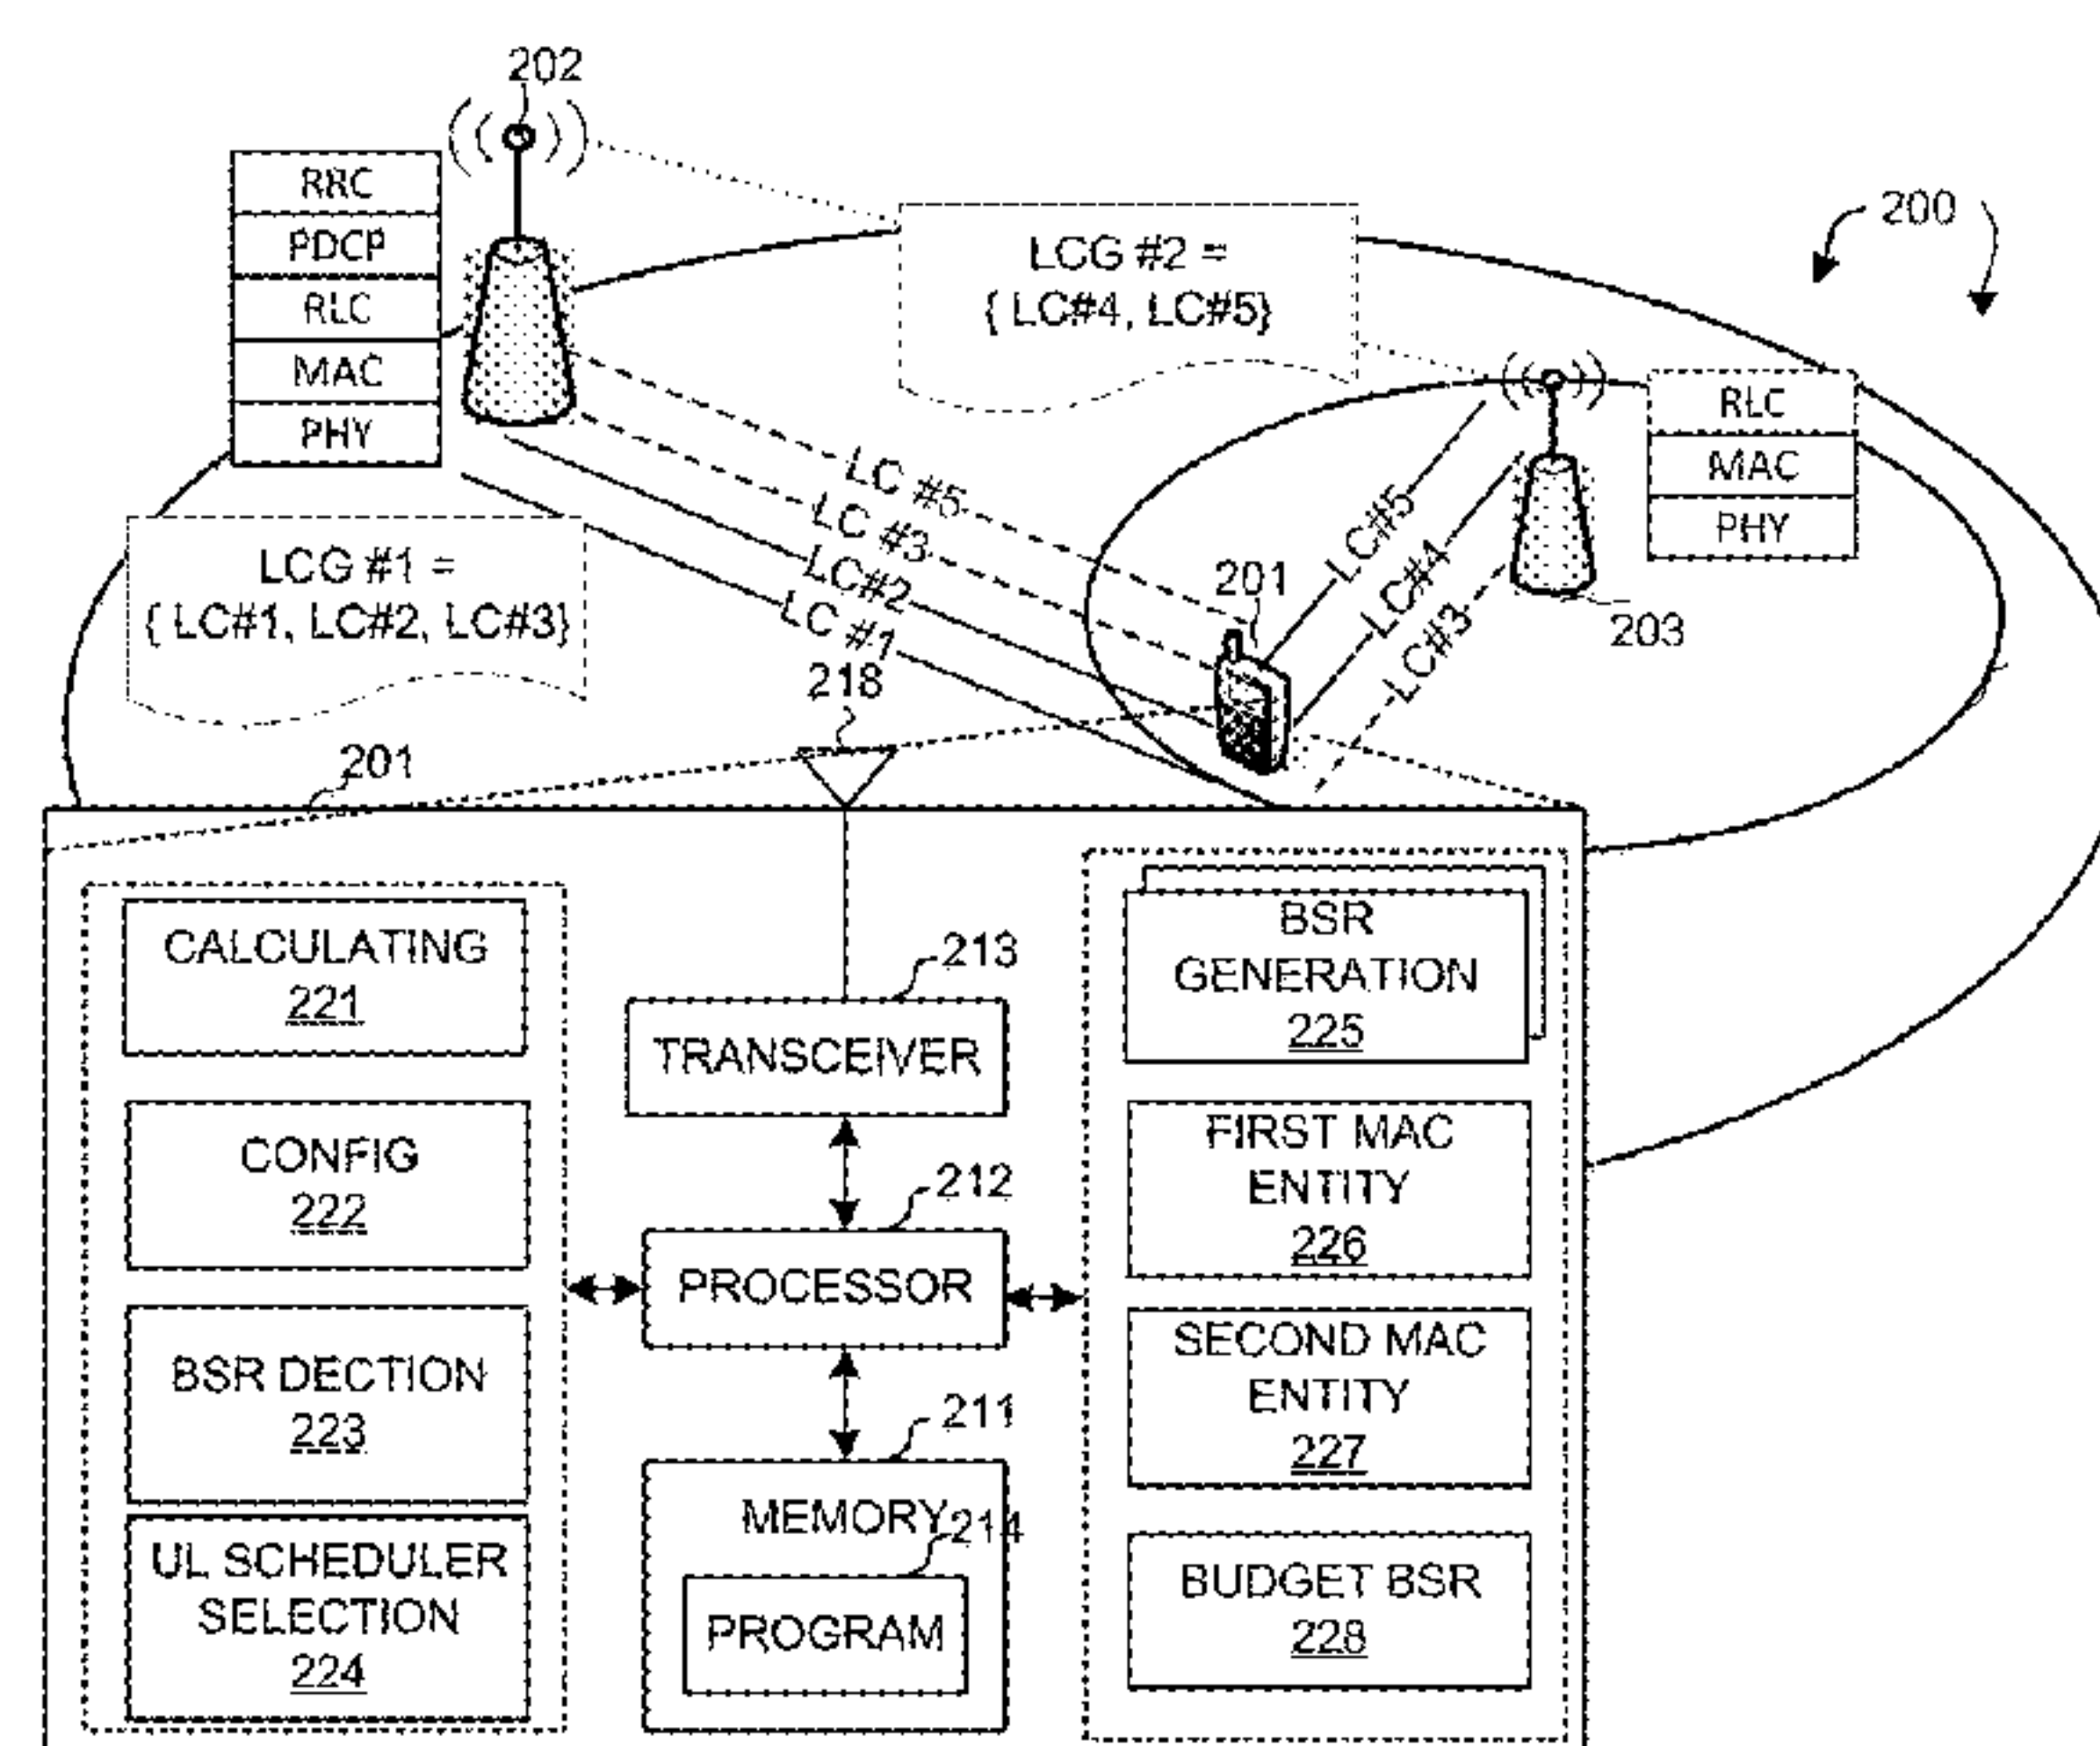 202
RRC
PDCP
RLC
MAC
PHY
LCG #2 =
{ LC#4, LC#5}
200
RLC
MAC
PHY
203
LCG #1 =
{ LC#1, LC#2, LC#3}
LC #5
LC #3
LC#2
LC #1
LC#5
LC#4
LC#3
201
218
201
CALCULATING
221
CONFIG
222
BSR DECTION
223
UL SCHEDULER
SELECTION
224
213
TRANSCEIVER
212
PROCESSOR
211
MEMORY
214
PROGRAM
BSR
GENERATION
225
FIRST MAC
ENTITY
226
SECOND MAC
ENTITY
227
BUDGET BSR
228